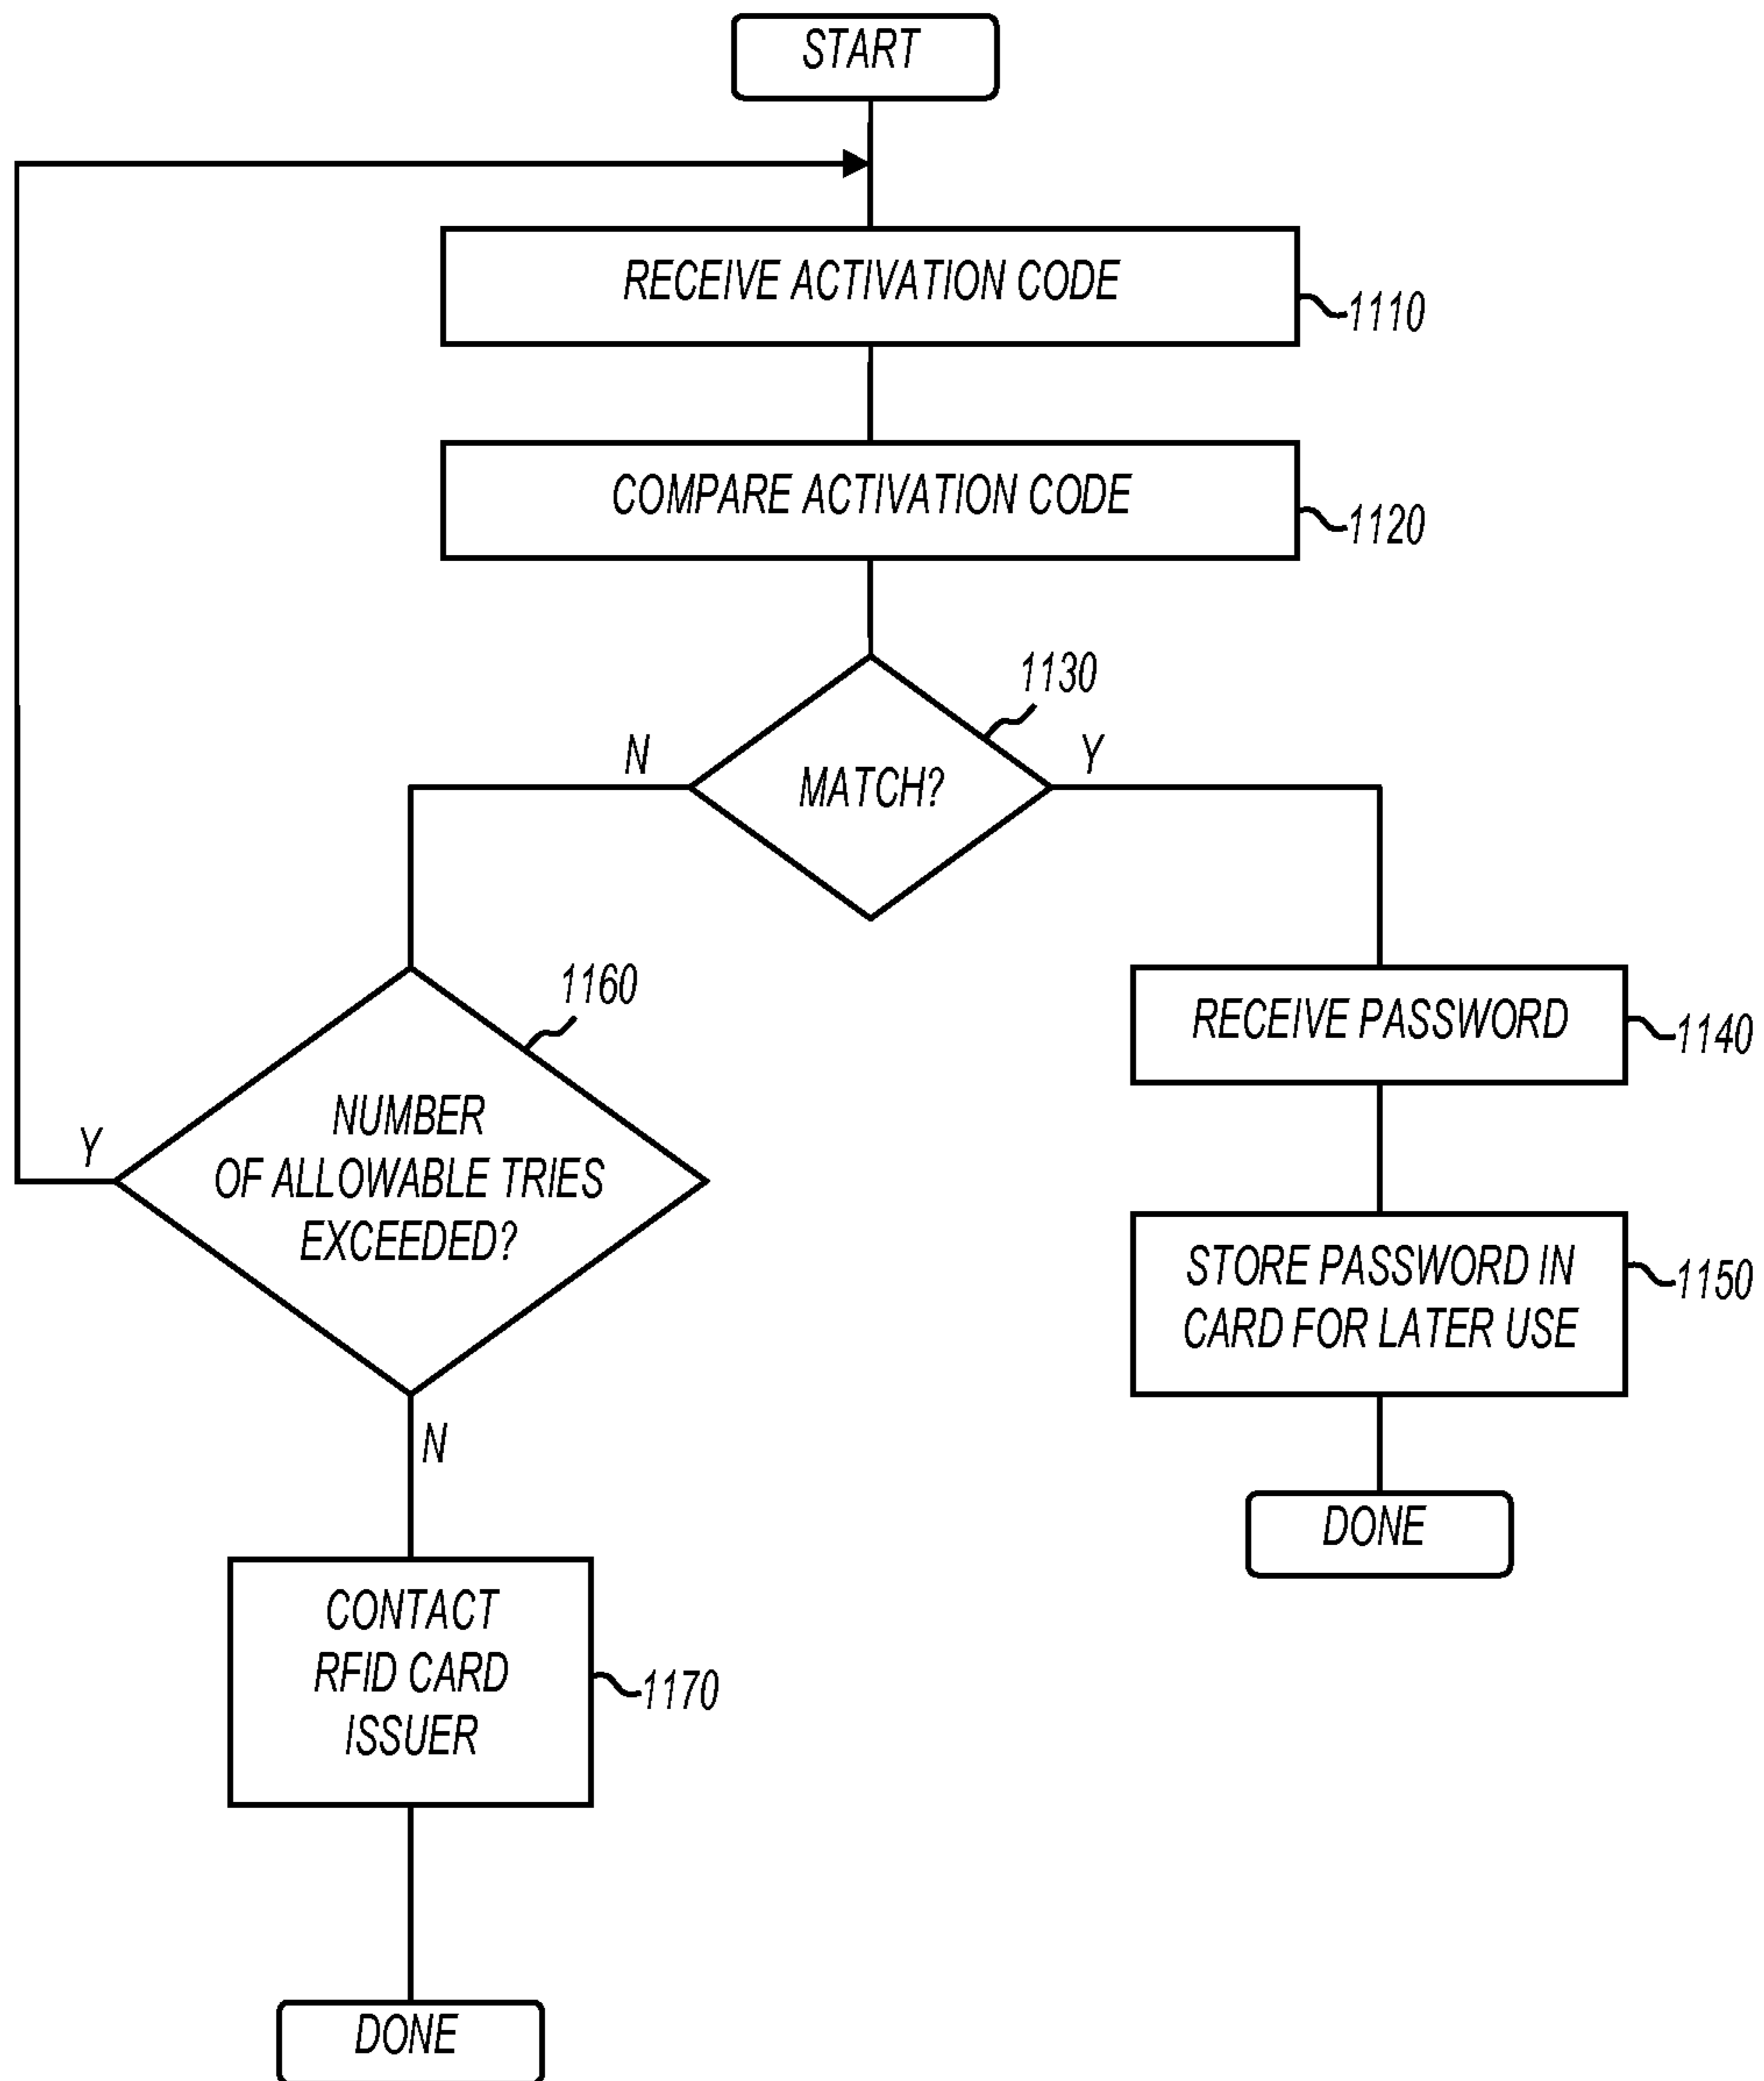 START
RECEIVE ACTIVATION CODE
1110
COMPARE ACTIVATION CODE
1120
1130
N
MATCH?
Y
1160
NUMBER
OF ALLOWABLE TRIES
EXCEEDED?
Y
N
RECEIVE PASSWORD
1140
STORE PASSWORD IN
CARD FOR LATER USE
1150
DONE
CONTACT
RFID CARD
ISSUER
1170
DONE